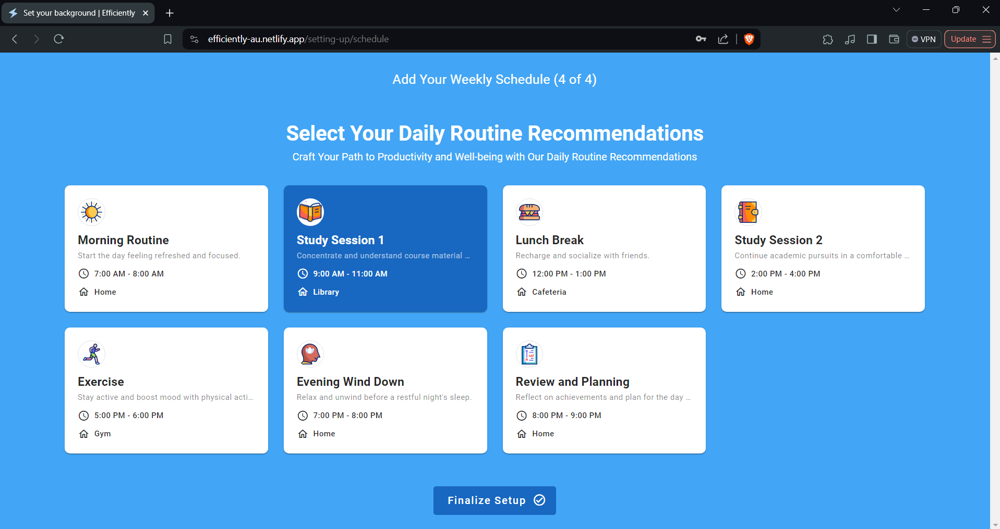 Set your background | Efficiently
efficiently-au.netlify.app/setting-up/schedule
VPN
Update
Add Your Weekly Schedule (4 of 4)
Select Your Daily Routine Recommendations
Craft Your Path to Productivity and Well-being with Our Daily Routine Recommendations
Morning Routine
Start the day feeling refreshed and focused.
7:00 AM - 8:00 AM
Home
Study Session 1
Concentrate and understand course material ...
9:00 AM - 11:00 AM
Library
Lunch Break
Recharge and socialize with friends.
12:00 PM - 1:00 PM
Cafeteria
Study Session 2
Continue academic pursuits in a comfortable ...
2:00 PM - 4:00 PM
Home
Exercise
Stay active and boost mood with physical acti...
5:00 PM - 6:00 PM
Gym
Evening Wind Down
Relax and unwind before a restful night's sleep.
7:00 PM - 8:00 PM
Home
Review and Planning
Reflect on achievements and plan for the day ...
8:00 PM - 9:00 PM
Home
Finalize Setup